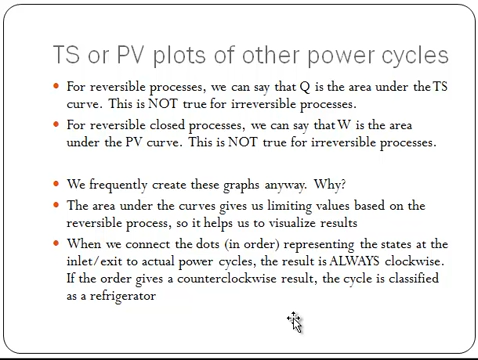 TS or PV plots of other power cycles
For reversible processes, we can say that Q is the area under the TS
curve. This is NOT true for irreversible processes.
For reversible closed processes, we can say that W is the area
under the PV curve. This is NOT true for irreversible processes.
We frequently create these graphs anyway. Why?
The area under the curves gives us limiting values based on the
reversible process, so it helps us to visualize results
When we connect the dots (in order) representing the states at the
inlet/exit to actual power cycles, the result is ALWAYS clockwise.
If the order gives a counterclockwise result, the cycle is classified
as a refrigerator